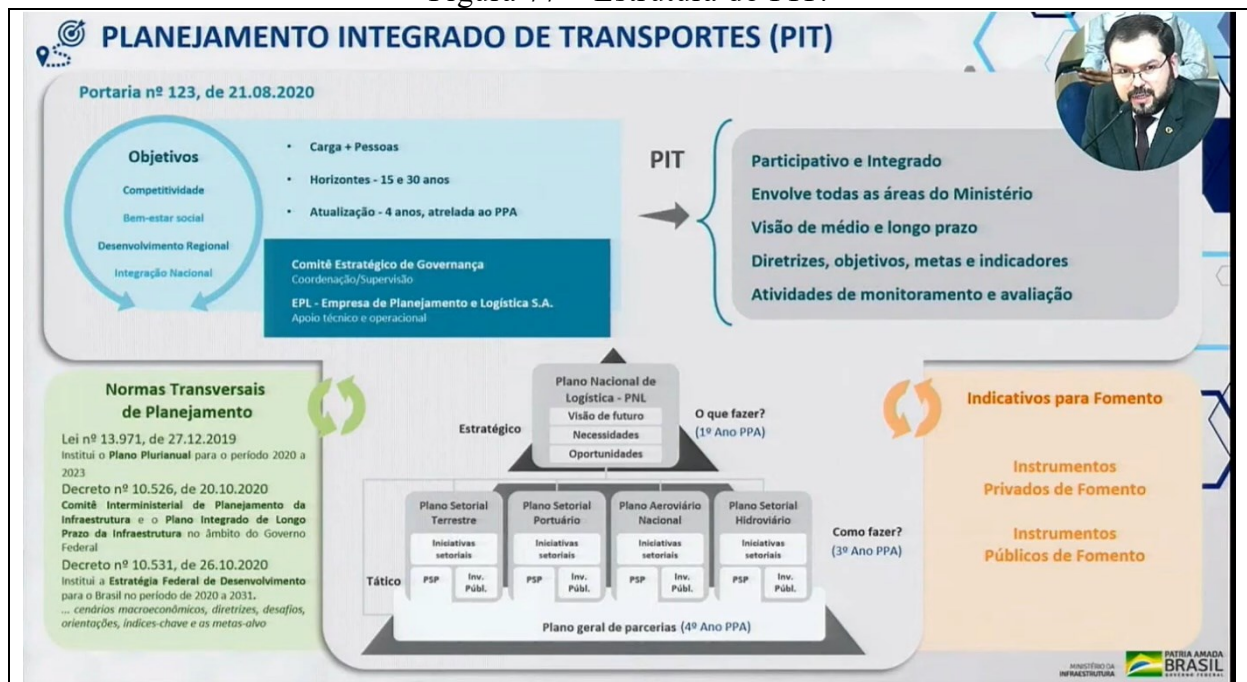 PLANEJAMENTO INTEGRADO DE TRANSPORTES (PIT)
Portaria nº 123, de 21.08.2020
Objetivos
Competitividade
Bem-estar social
Desenvolvimento Regional
Integração Nacional
• Carga + Pessoas
• Horizontes - 15 e 30 anos
• Atualização - 4 anos, atrelada ao PPA
Comitê Estratégico de Governança
Coordenação/Supervisão
EPL - Empresa de Planejamento e Logística S.A.
Apoio técnico e operacional
PIT
Participativo e Integrado
Envolve todas as áreas do Ministério
Visão de médio e longo prazo
Diretrizes, objetivos, metas e indicadores
Atividades de monitoramento e avaliação
Normas Transversais
de Planejamento
Lei nº 13.971, de 27.12.2019
Institui o Plano Plurianual para o período 2020 a
2023
Decreto nº 10.526, de 20.10.2020
Comitê Interministerial de Planejamento da
Infraestrutura e o Plano Integrado de Longo
Prazo da Infraestrutura no âmbito do Governo
Federal
Decreto nº 10.531, de 26.10.2020
Institui a Estratégia Federal de Desenvolvimento
para o Brasil no período de 2020 a 2031.
... cenários macroeconômicos, diretrizes, desafios,
orientações, índices-chave e as metas-alvo
Estratégico
Plano Nacional de
Logística - PNL
Visão de futuro
Necessidades
Oportunidades
O que fazer?
(1º Ano PPA)
Tático
Plano Setorial
Terrestre
Iniciativas
setoriais
PSP
Inv.
Públ.
Plano Setorial
Portuário
Iniciativas
setoriais
PSP
Inv.
Públ.
Plano Aeroviário
Nacional
Iniciativas
setoriais
PSP
Inv.
Públ.
Plano Setorial
Hidroviário
Iniciativas
setoriais
PSP
Inv.
Públ.
Como fazer?
(3º Ano PPA)
Plano geral de parcerias (4º Ano PPA)
Indicativos para Fomento
Instrumentos
Privados de Fomento
Instrumentos
Públicos de Fomento
MINISTÉRIO DA
INFRAESTRUTURA
PÁTRIA AMADA
BRASIL
GOVERNO FEDERAL